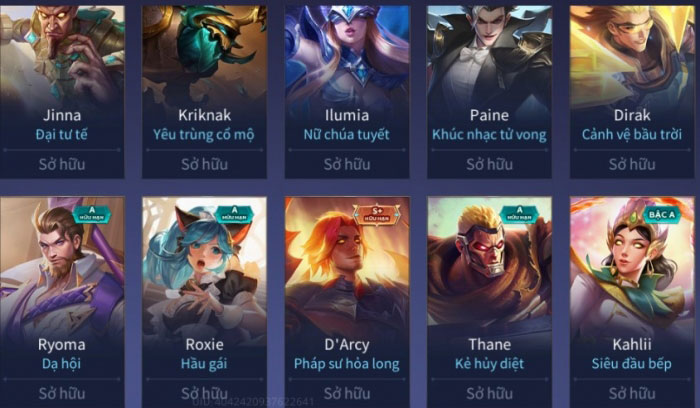 Jinna Kriknak Ilumia Paine Dirak
Đại tư tế Yêu trùng cổ mộ Nữ chúa tuyết Khúc nhạc tử vong Cảnh vệ bầu trời
Sở hữu Sở hữu Sở hữu Sở hữu Sở hữu
A A S+ A BẬC A
HỮU HẠN HỮU HẠN HỮU HẠN HỮU HẠN
Ryoma Roxie D'Arcy Thane Kahlii
Dạ hội Hầu gái Pháp sư hỏa long Kẻ hủy diệt Siêu đầu bếp
Sở hữu Sở hữu Sở hữu Sở hữu Sở hữu
UID:4042420937622641